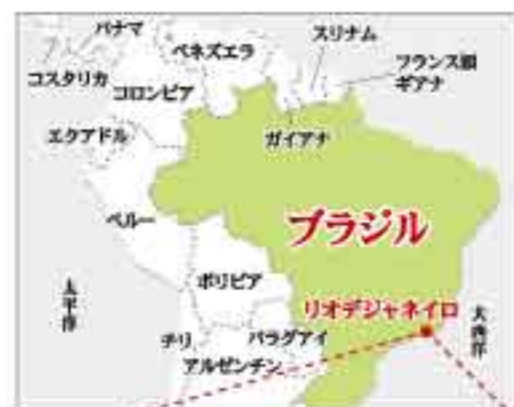 パナマ
コスタリカ
ベネズエラ
スリナム
フランス領
ギアナ
コロンビア
エクアドル
ガイアナ
ペルー
ブラジル
ボリビア
太平洋
リオデジャネイロ
大西洋
チリ
パラグアイ
アルゼンチン